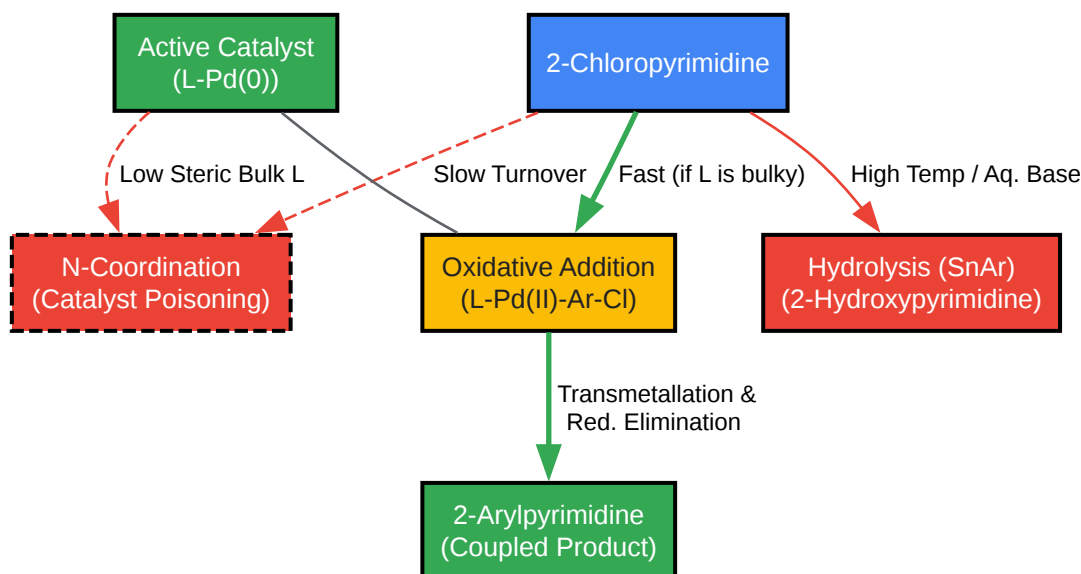 Active Catalyst
(L-Pd(0))
2-Chloropyrimidine
Low Steric Bulk L
Slow Turnover
Fast (if L is bulky)
High Temp / Aq. Base
N-Coordination
(Catalyst Poisoning)
Oxidative Addition
(L-Pd(II)-Ar-Cl)
Hydrolysis (SnAr)
(2-Hydroxypyrimidine)
Transmetallation &
Red. Elimination
2-Arylpyrimidine
(Coupled Product)